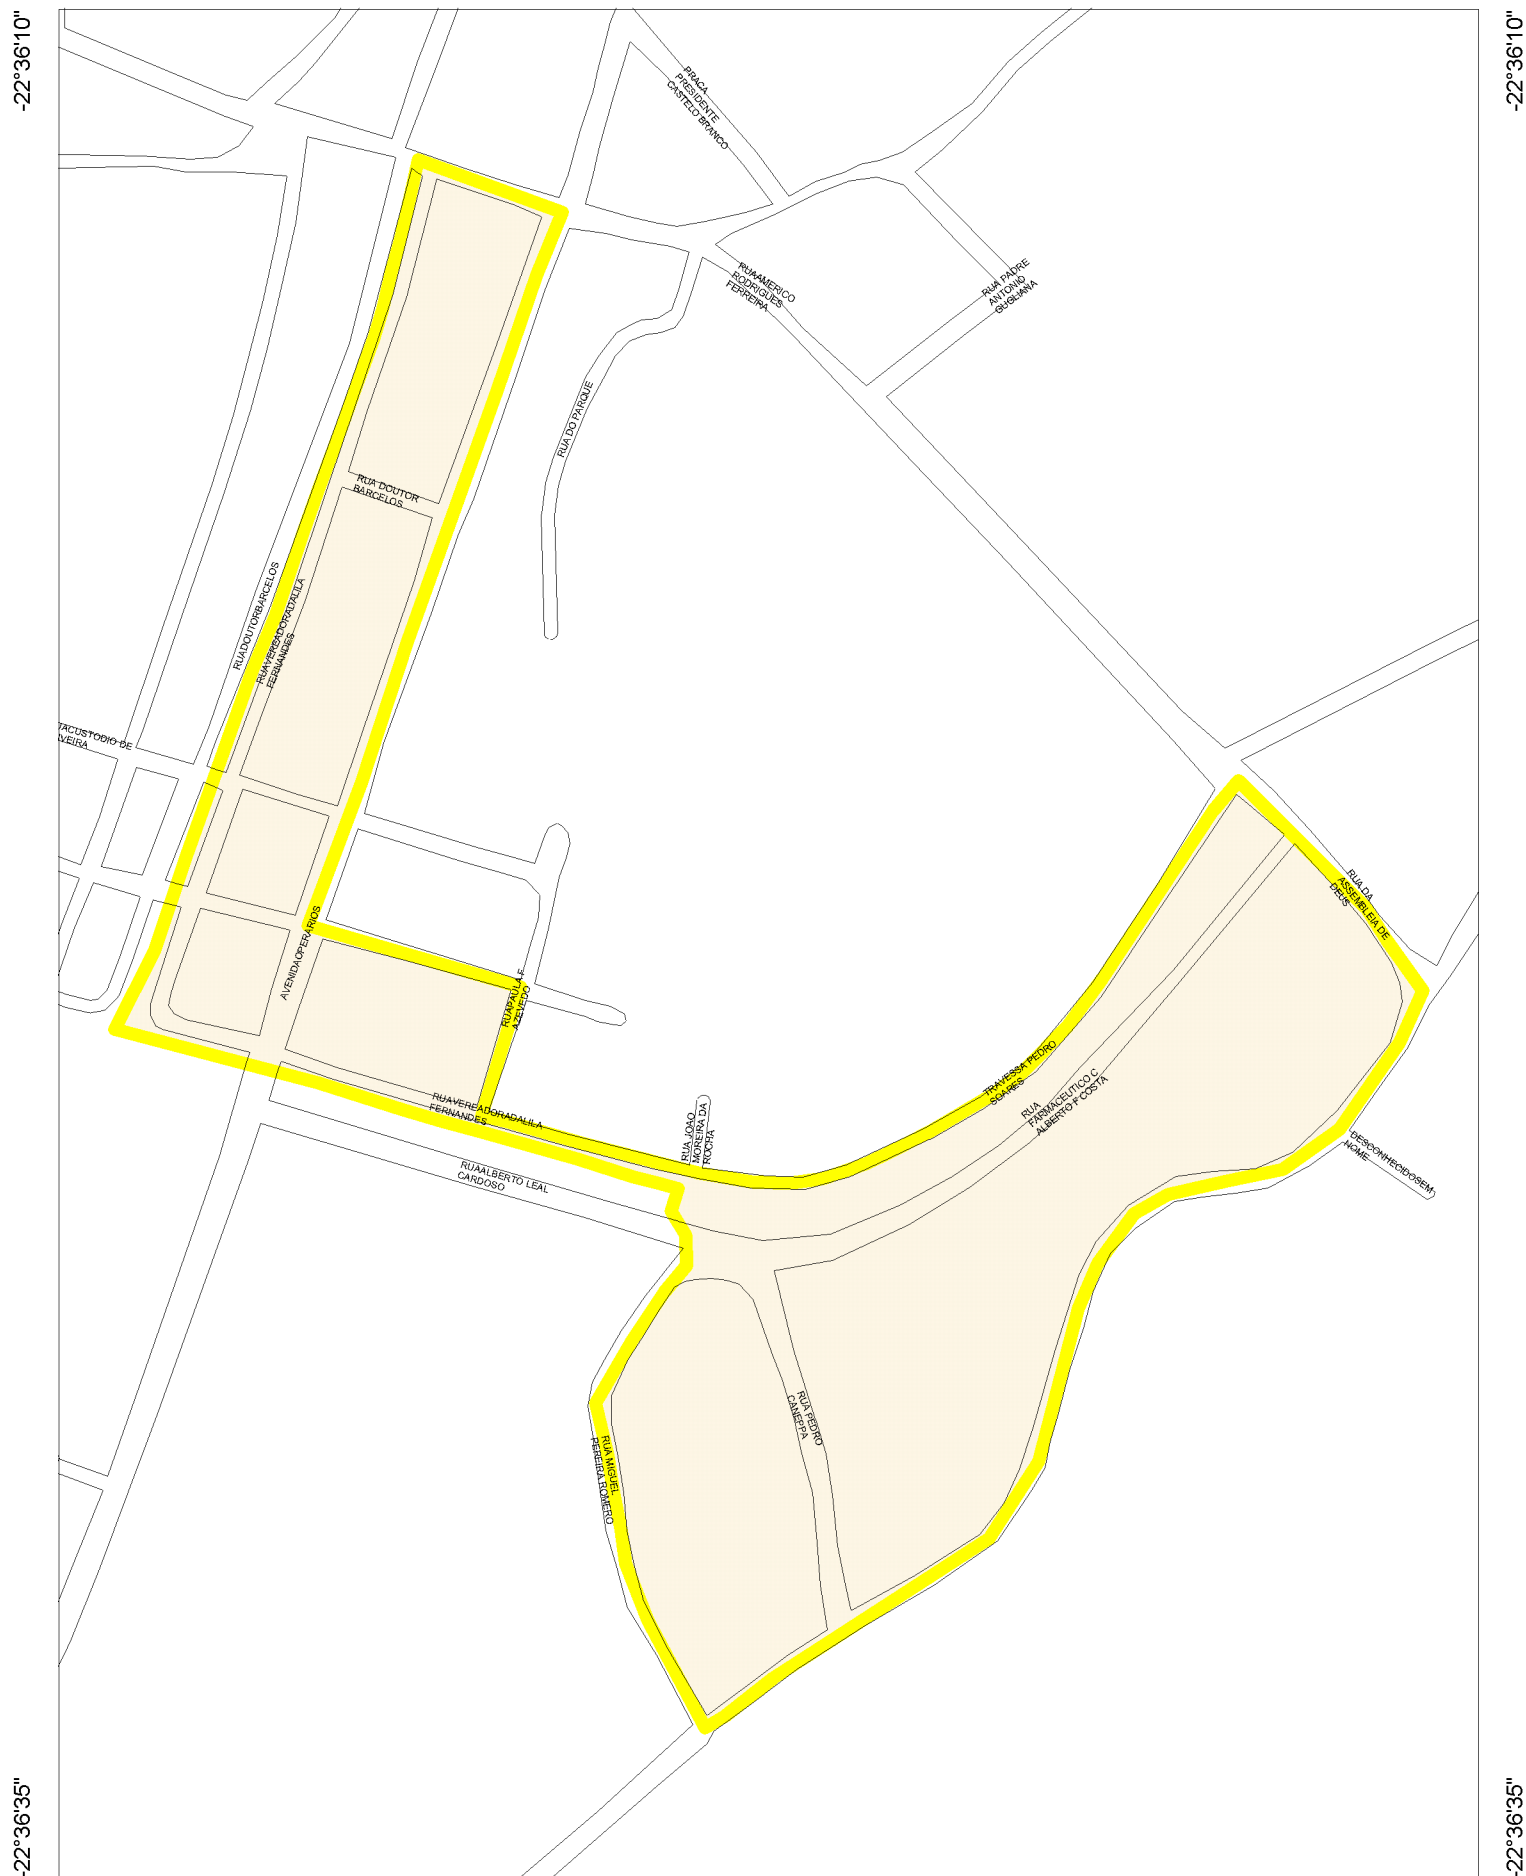 -22°36'10"
-22°36'10"
PRACA
PRESIDENTE
CASTELO BRANCO
RUAAMERICO
RODRIGUES
FERREIRA
RUA PADRE
ANTONIO
GUGLIANA
RUA DO PARQUE
RUA DOUTOR
BARCELOS
RUADOUTORBARCELOS
RUAVEREADORADALILA
FERNANDES
TACUSTODIO DE
LVEIRA
RUA DA
ASSEMBLEIA DE
DEUS
AVENIDAOPERARIOS
RUAPAULA F
AZEVEDO
TRAVESSA PEDRO
SOARES
RUA
FARMACEUTICO C
ALBERTO F COSTA
RUAVEREADORADALILA
FERNANDES
RUA JOAO
MOREIRA DA
ROCHA
DESCONHECIDOSEM
NOME
RUAALBERTO LEAL
CARDOSO
RUA PEDRO
CANEPPA
RUA MIGUEL
PEREIRA ROMERO
-22°36'35"
-22°36'35"